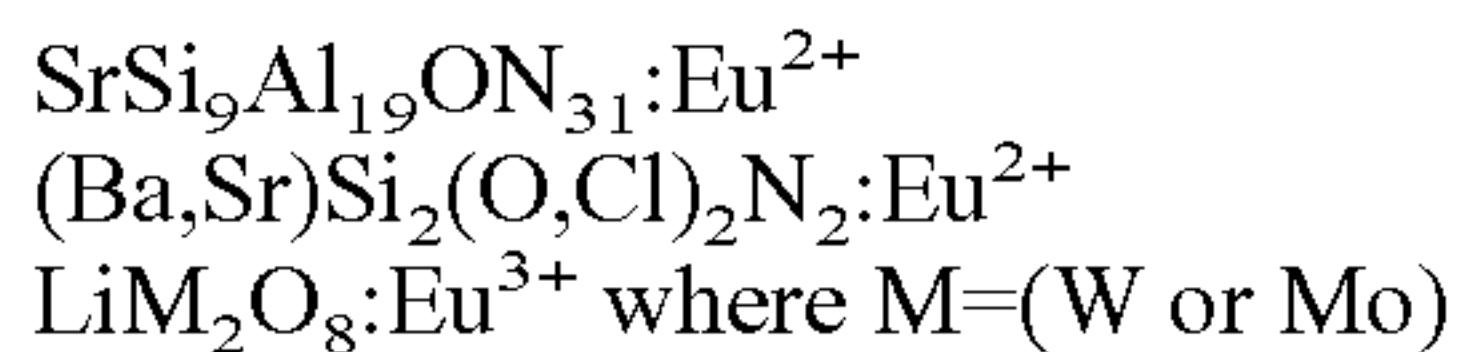 SrSi₉Al₁₉ON₃₁:Eu²⁺
(Ba,Sr)Si₂(O,Cl)₂N₂:Eu²⁺
LiM₂O₈:Eu³⁺ where M=(W or Mo)